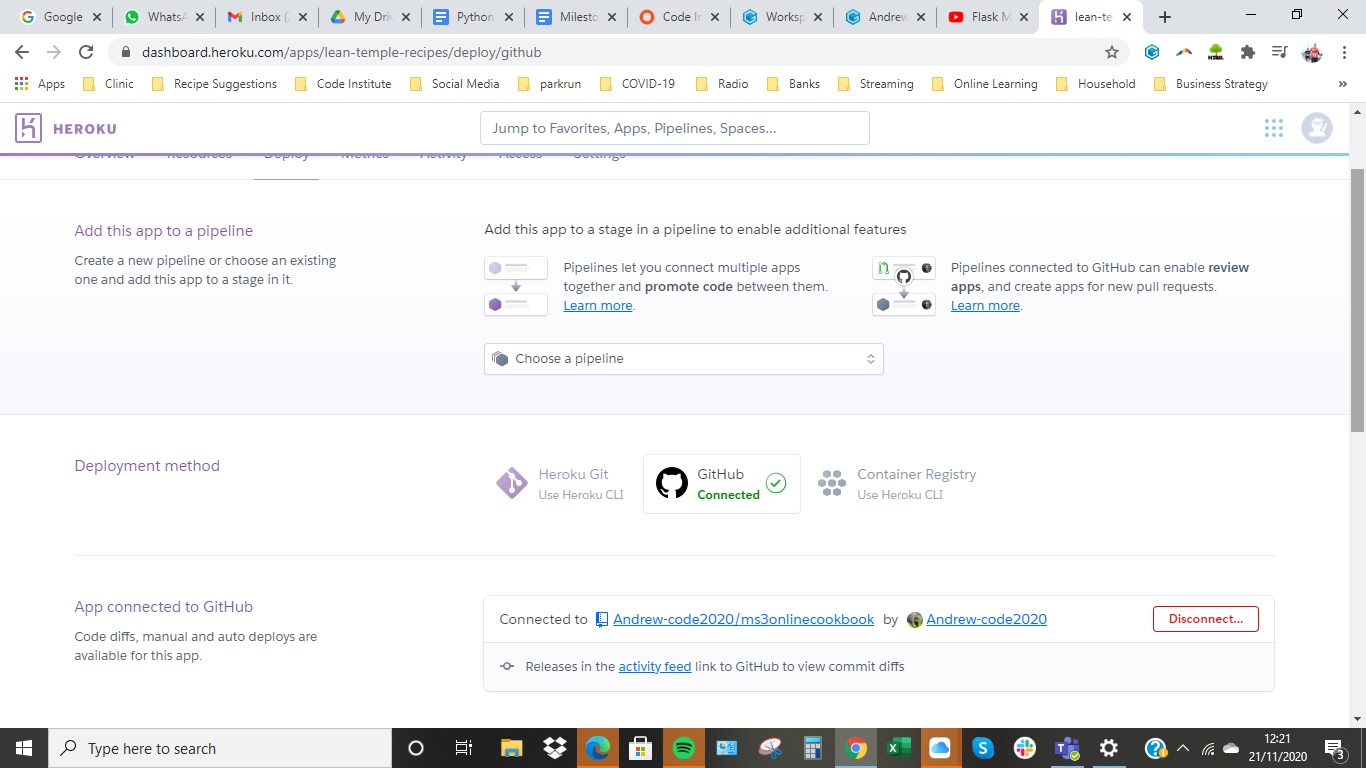 Google
WhatsA
Inbox (
My Driv
Python
Milesto
Code In
Worksp
Andrew
Flask M
lean-te
dashboard.heroku.com/apps/lean-temple-recipes/deploy/github
Apps Clinic Recipe Suggestions Code Institute Social Media parkrun COVID-19 Radio Banks Streaming Online Learning Household Business Strategy »
HEROKU
Jump to Favorites, Apps, Pipelines, Spaces...
Overview Resources Deploy Metrics Activity Access Settings
Add this app to a pipeline
Create a new pipeline or choose an existing
one and add this app to a stage in it.
Add this app to a stage in a pipeline to enable additional features
Pipelines let you connect multiple apps
together and promote code between them.
Learn more.
Pipelines connected to GitHub can enable review
apps, and create apps for new pull requests.
Learn more.
Choose a pipeline
Deployment method
Heroku Git
Use Heroku CLI
GitHub
Connected
Container Registry
Use Heroku CLI
App connected to GitHub
Code diffs, manual and auto deploys are
available for this app.
Connected to Andrew-code2020/ms3onlinecookbook by Andrew-code2020
Disconnect...
Releases in the activity feed link to GitHub to view commit diffs
Type here to search
12:21
21/11/2020
3